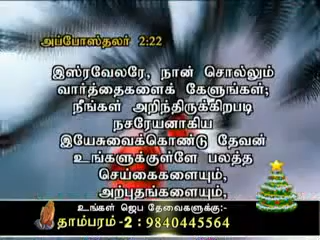 அப்போஸ்தலர் 2:22
இஸ்ரவேலரே, நான் சொல்லும்
வார்த்தைகளைக் கேளுங்கள்;
நீங்கள் அறிந்திருக்கிறபடி
நசரேயனாகிய
இயேசுவைக்கொண்டு தேவன்
உங்களுக்குள்ளே பலத்த
செய்கைகளையும்,
அற்புதங்களையும்,
உங்கள் ஜெப தேவைகளுக்கு:-
தாம்பரம் -2 : 9840445564